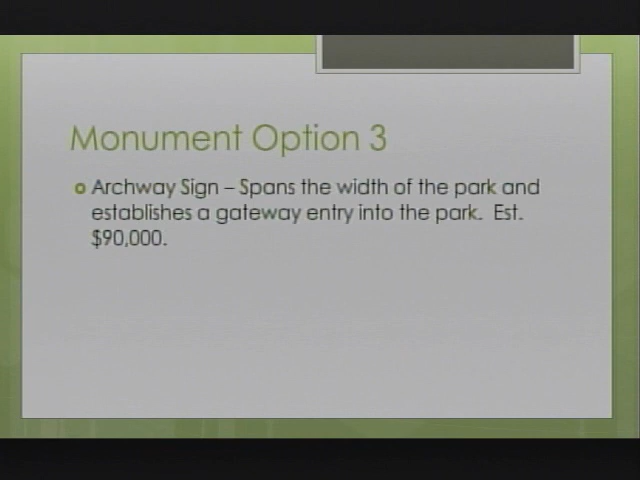 Monument Option 3
Archway Sign – Spans the width of the park and
establishes a gateway entry into the park.  Est.
$90,000.